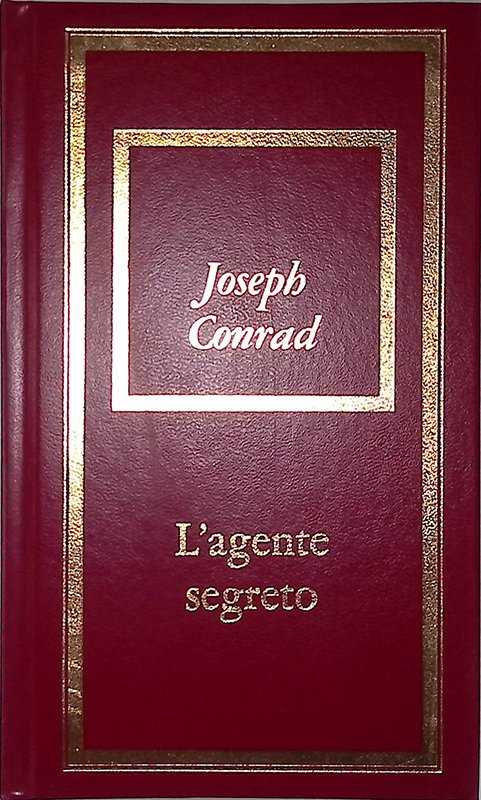 Joseph
Conrad
L'agente
segreto